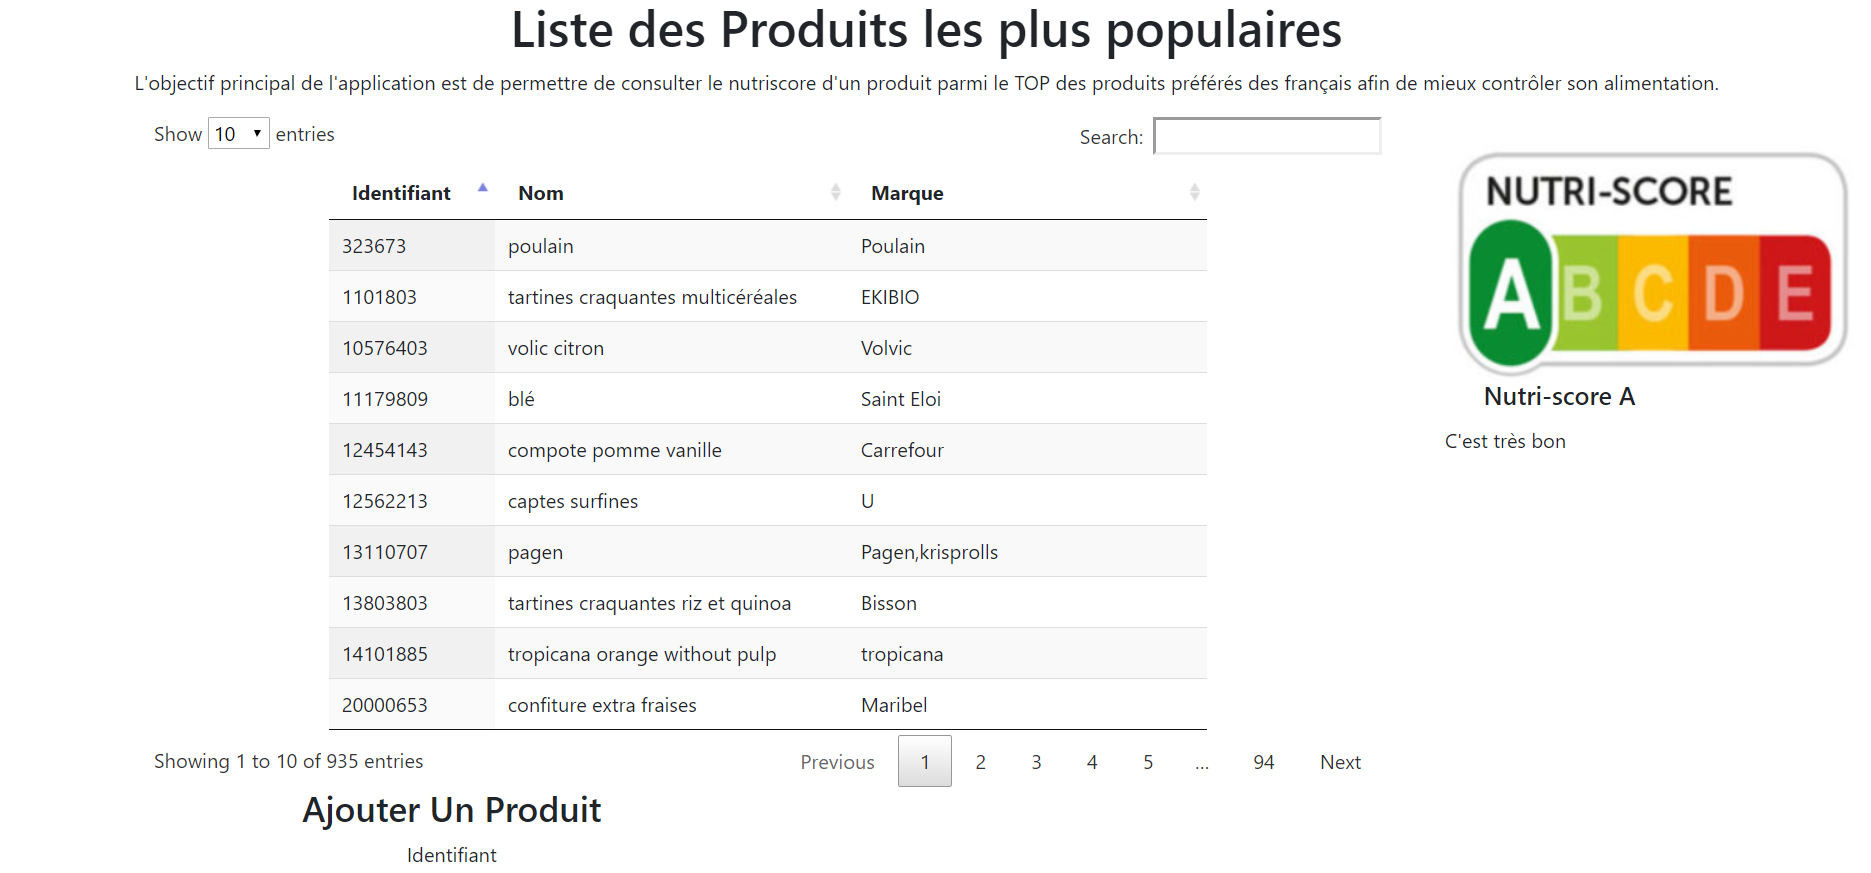 Liste des Produits les plus populaires
L'objectif principal de l'application est de permettre de consulter le nutriscore d'un produit parmi le TOP des produits préférés des français afin de mieux contrôler son alimentation.
Show 10 entries
Search:
Identifiant Nom Marque
323673 poulain Poulain
1101803 tartines craquantes multicéréales EKIBIO
10576403 volic citron Volvic
11179809 blé Saint Eloi
12454143 compote pomme vanille Carrefour
12562213 captes surfines U
13110707 pagen Pagen,krisprolls
13803803 tartines craquantes riz et quinoa Bisson
14101885 tropicana orange without pulp tropicana
20000653 confiture extra fraises Maribel
Showing 1 to 10 of 935 entries
Previous 1 2 3 4 5 … 94 Next
NUTRI-SCORE
A B C D E
Nutri-score A
C'est très bon
Ajouter Un Produit
Identifiant